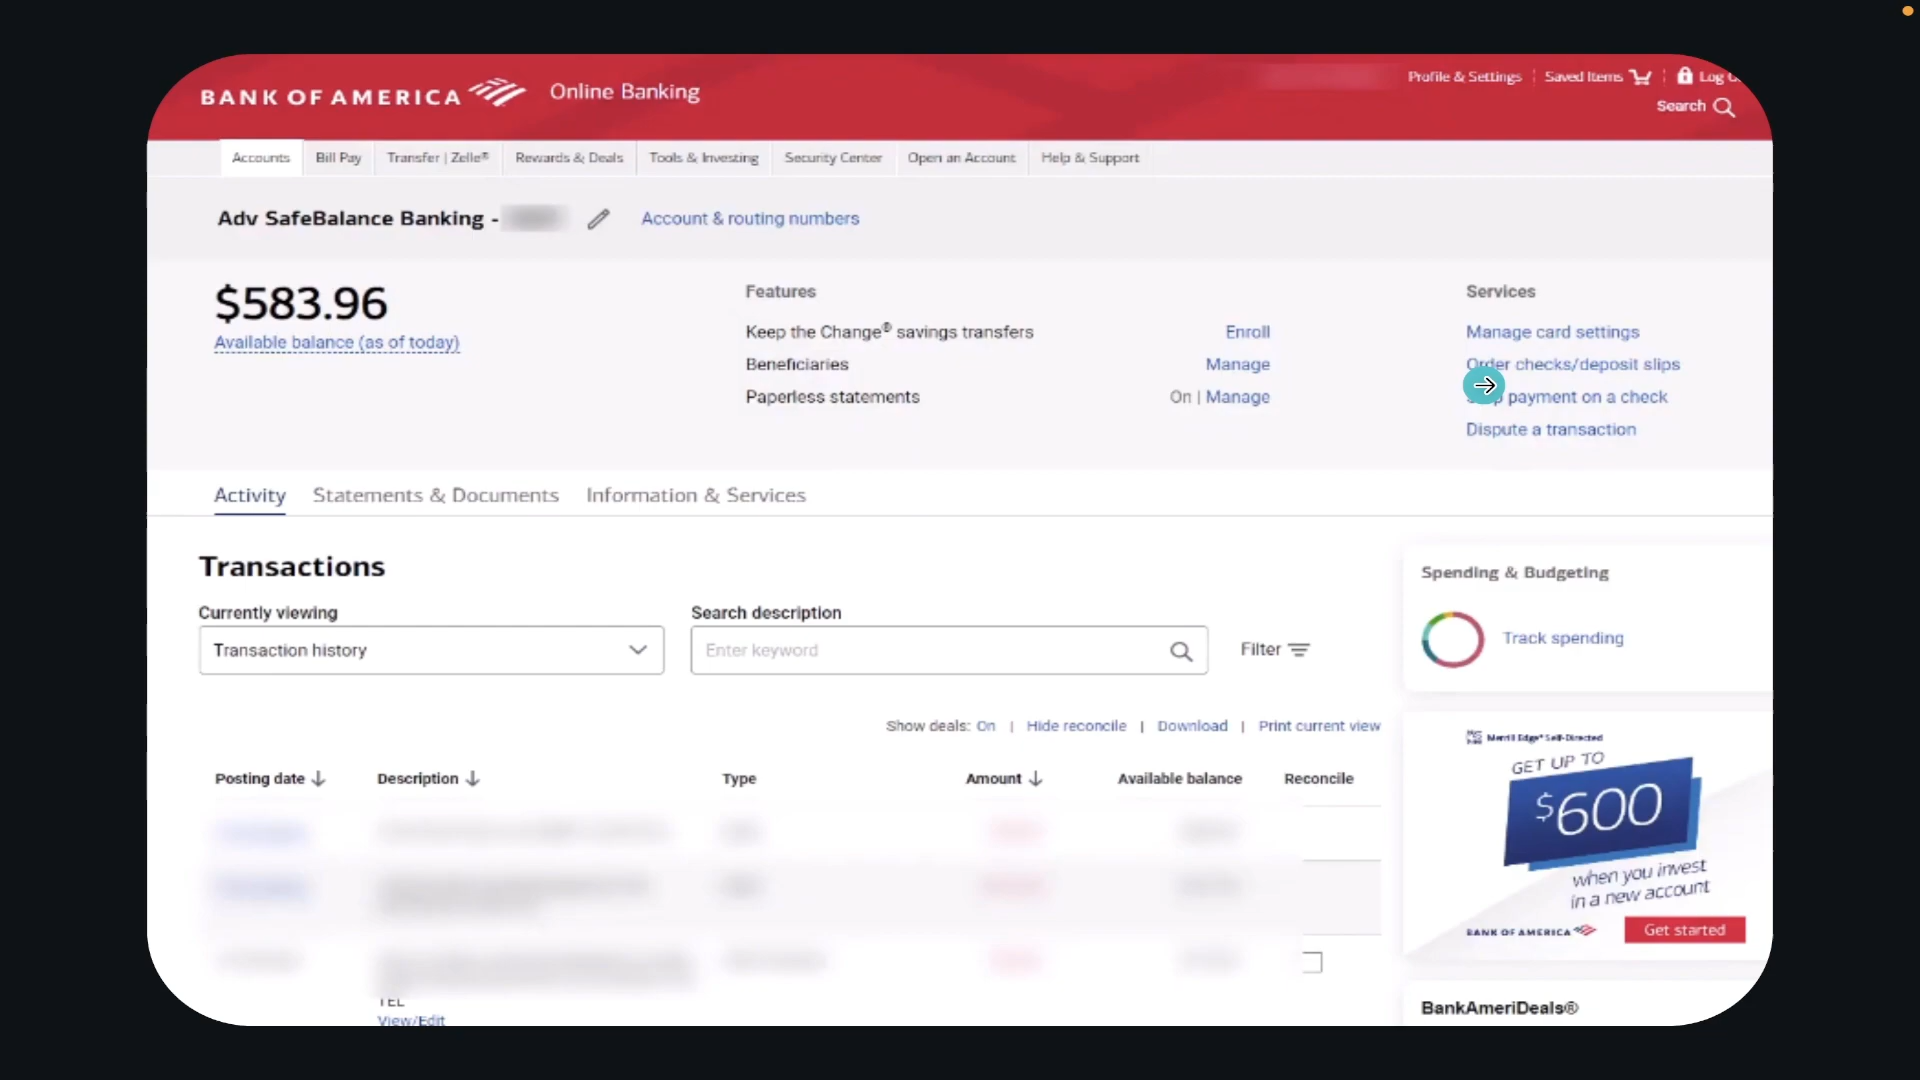 BANK OF AMERICA Online Banking
Profile & Settings Saved Items Log
Search
Accounts Bill Pay Transfer | Zelle® Rewards & Deals Tools & Investing Security Center Open an Account Help & Support
Adv SafeBalance Banking - Account & routing numbers
$583.96
Available balance (as of today)
Features
Keep the Change® savings transfers Enroll
Beneficiaries Manage
Paperless statements On | Manage
Services
Manage card settings
Order checks/deposit slips
payment on a check
Dispute a transaction
Activity Statements & Documents Information & Services
Transactions
Currently viewing
Transaction history
Search description
Enter keyword
Filter
Show deals: On | Hide reconcile | Download | Print current view
Posting date Description Type Amount Available balance Reconcile
TEL
View/Edit
Spending & Budgeting
Track spending
Merrill Edge® Self-Directed
GET UP TO
$600
when you invest
in a new account
BANK OF AMERICA Get started
BankAmeriDeals®